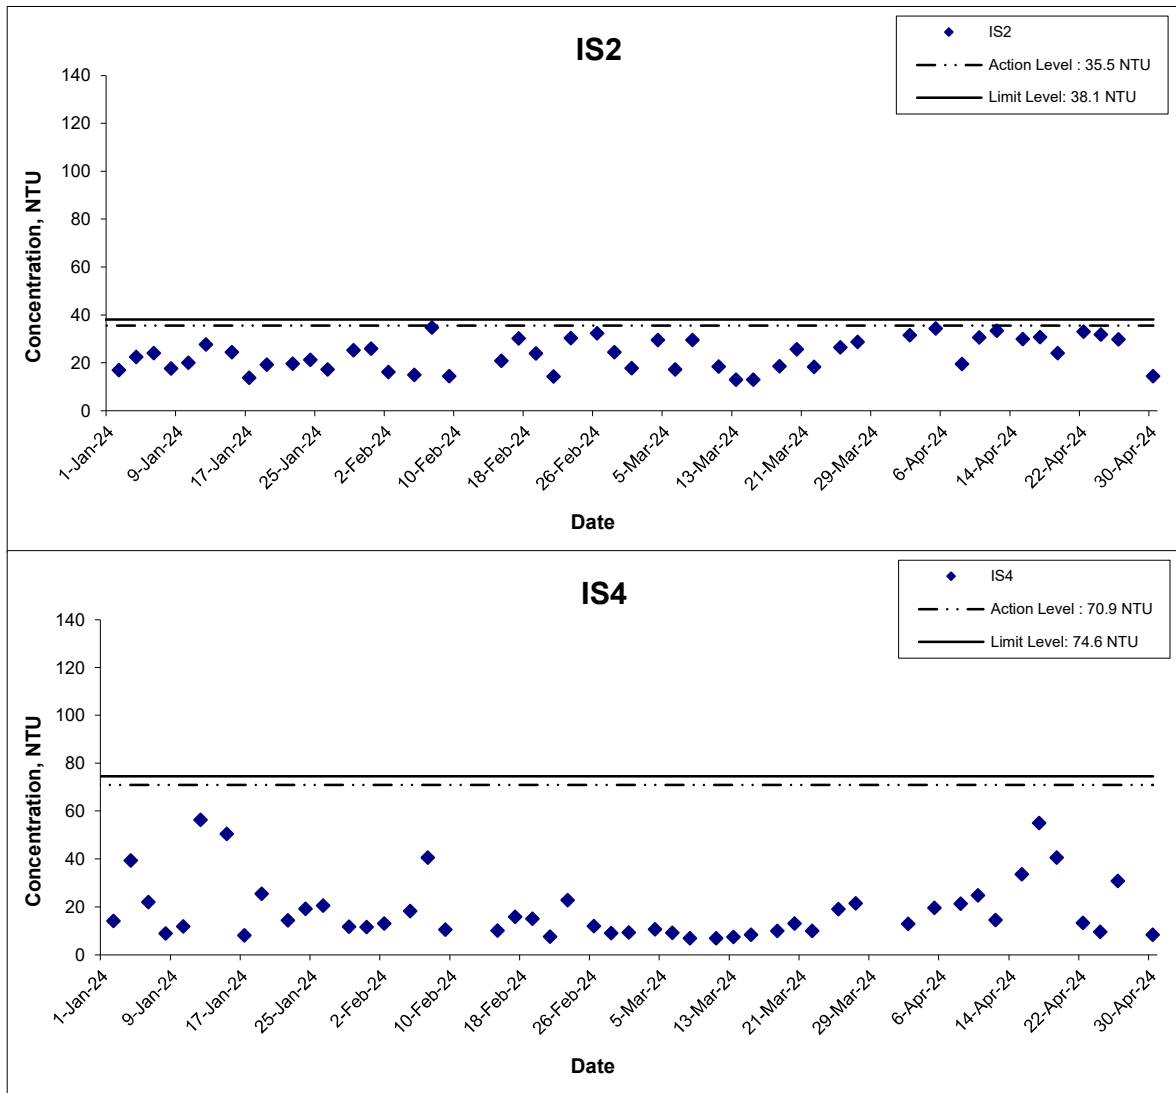 IS2
IS2
Action Level : 35.5 NTU
Limit Level: 38.1 NTU
Concentration, NTU
140
120
100
80
60
40
20
0
1-Jan-24
9-Jan-24
17-Jan-24
25-Jan-24
2-Feb-24
10-Feb-24
18-Feb-24
26-Feb-24
5-Mar-24
13-Mar-24
21-Mar-24
29-Mar-24
6-Apr-24
14-Apr-24
22-Apr-24
30-Apr-24
Date
IS4
IS4
Action Level : 70.9 NTU
Limit Level: 74.6 NTU
Concentration, NTU
140
120
100
80
60
40
20
0
1-Jan-24
9-Jan-24
17-Jan-24
25-Jan-24
2-Feb-24
10-Feb-24
18-Feb-24
26-Feb-24
5-Mar-24
13-Mar-24
21-Mar-24
29-Mar-24
6-Apr-24
14-Apr-24
22-Apr-24
30-Apr-24
Date